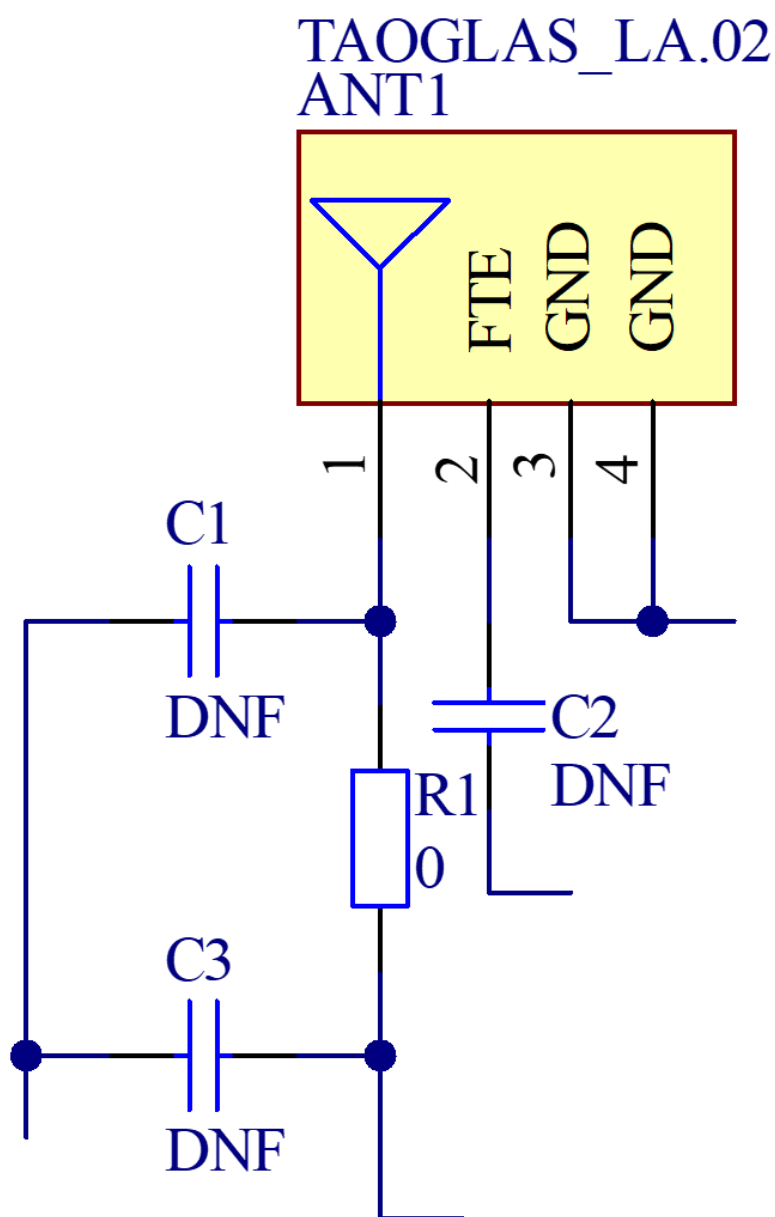 TAOGLAS_LA.02
ANT1
FTE
GND
GND
1
2
3
4
C1
DNF
C2
DNF
R1
0
C3
DNF